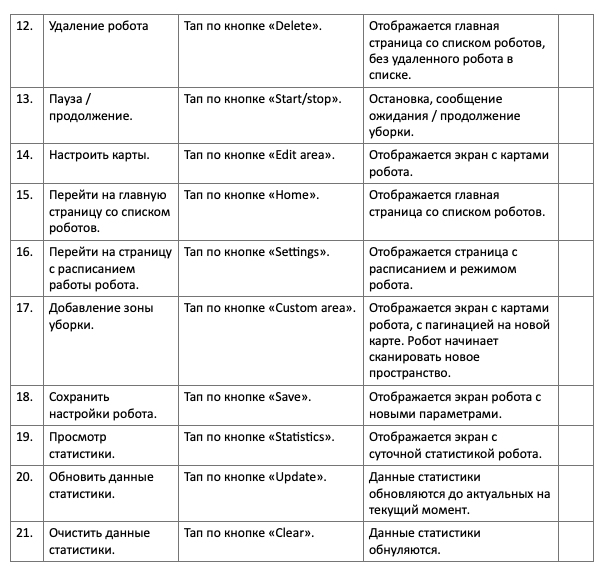 12. Удаление робота Тап по кнопке «Delete». Отображается главная
страница со списком роботов,
без удаленного робота в
списке.
13. Пауза / Тап по кнопке «Start/stop». Остановка, сообщение
продолжение. ожидания / продолжение
уборки.
14. Настроить карты. Тап по кнопке «Edit area». Отображается экран с картами
робота.
15. Перейти на главную Тап по кнопке «Home». Отображается главная
страницу со списком страница со списком роботов.
роботов.
16. Перейти на страницу Тап по кнопке «Settings». Отображается страница с
с расписанием расписанием и режимом
работы робота. робота.
17. Добавление зоны Тап по кнопке «Custom area». Отображается экран с картами
уборки. робота, с пагинацией на новой
карте. Робот начинает
сканировать новое
пространство.
18. Сохранить Тап по кнопке «Save». Отображается экран робота с
настройки робота. новыми параметрами.
19. Просмотр Тап по кнопке «Statistics». Отображается экран с
статистики. суточной статистикой робота.
20. Обновить данные Тап по кнопке «Update». Данные статистики
статистики. обновляются до актуальных на
текущий момент.
21. Очистить данные Тап по кнопке «Clear». Данные статистики
статистики. обнуляются.